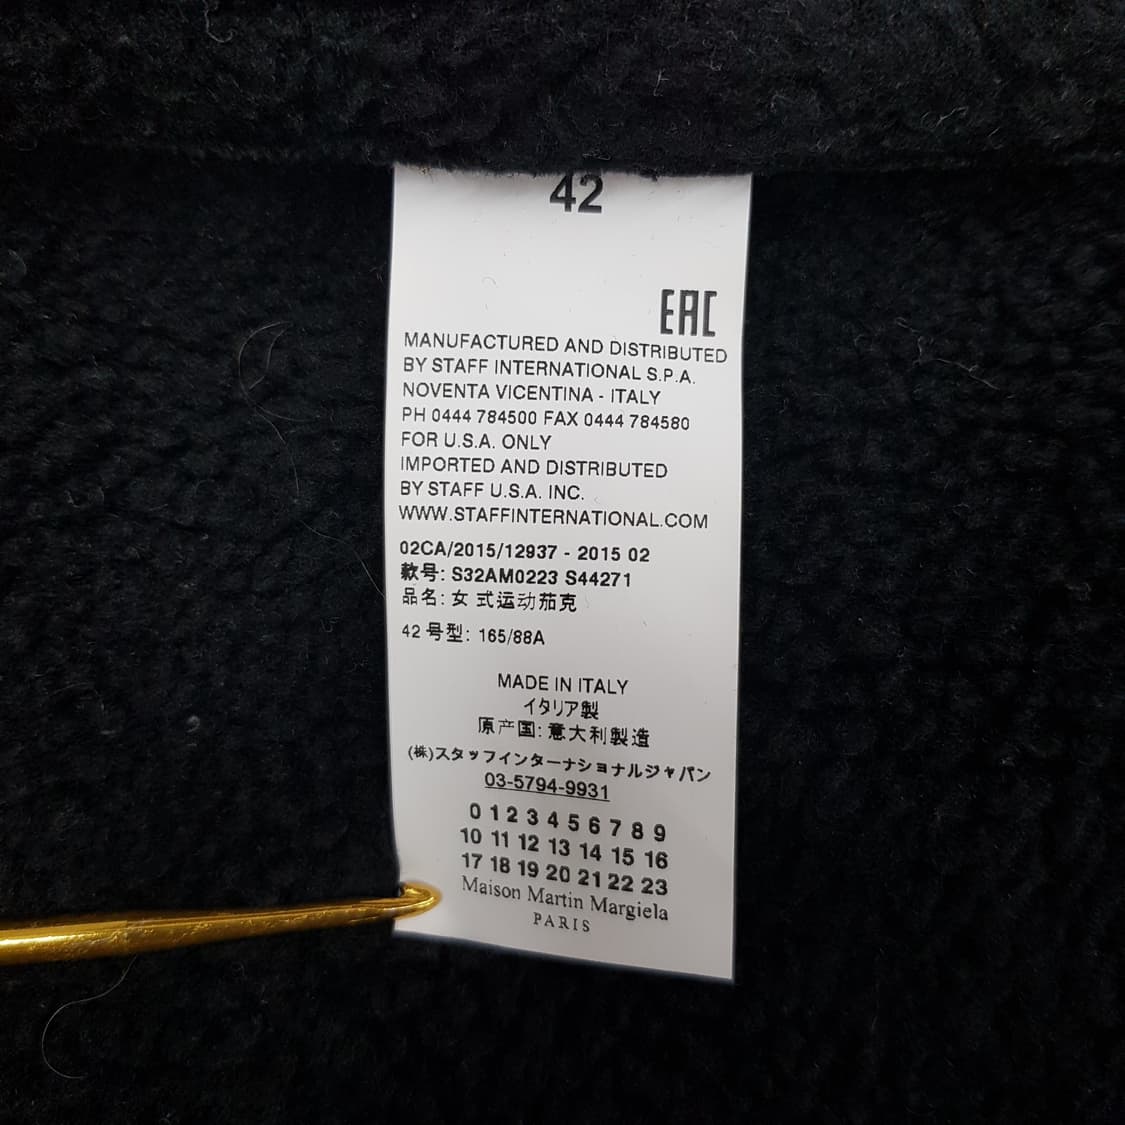 42
EAC
MANUFACTURED AND DISTRIBUTED
BY STAFF INTERNATIONAL S.P.A.
NOVENTA VICENTINA - ITALY
PH 0444 784500 FAX 0444 784580
FOR U.S.A. ONLY
IMPORTED AND DISTRIBUTED
BY STAFF U.S.A. INC.
WWW.STAFFINTERNATIONAL.COM
02CA/2015/12937 - 2015 02
款号: S32AM0223 S44271
品名: 女 式运动茄克
42 号型: 165/88A
MADE IN ITALY
イタリア製
原产国: 意大利製造
(株)スタッフインターナショナルジャパン
03-5794-9931
0 1 2 3 4 5 6 7 8 9
10 11 12 13 14 15 16
17 18 19 20 21 22 23
Maison Martin Margiela
PARIS